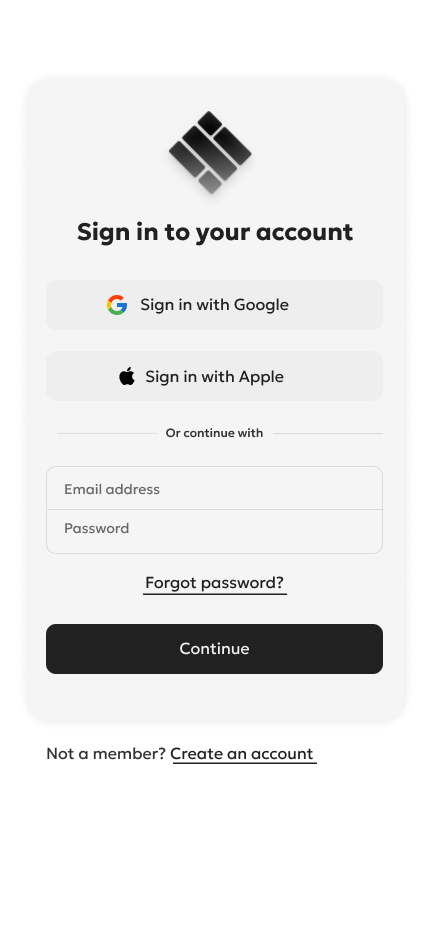 Sign in to your account
Sign in with Google
Sign in with Apple
Or continue with
Email address
Password
Forgot password?
Continue
Not a member? Create an account